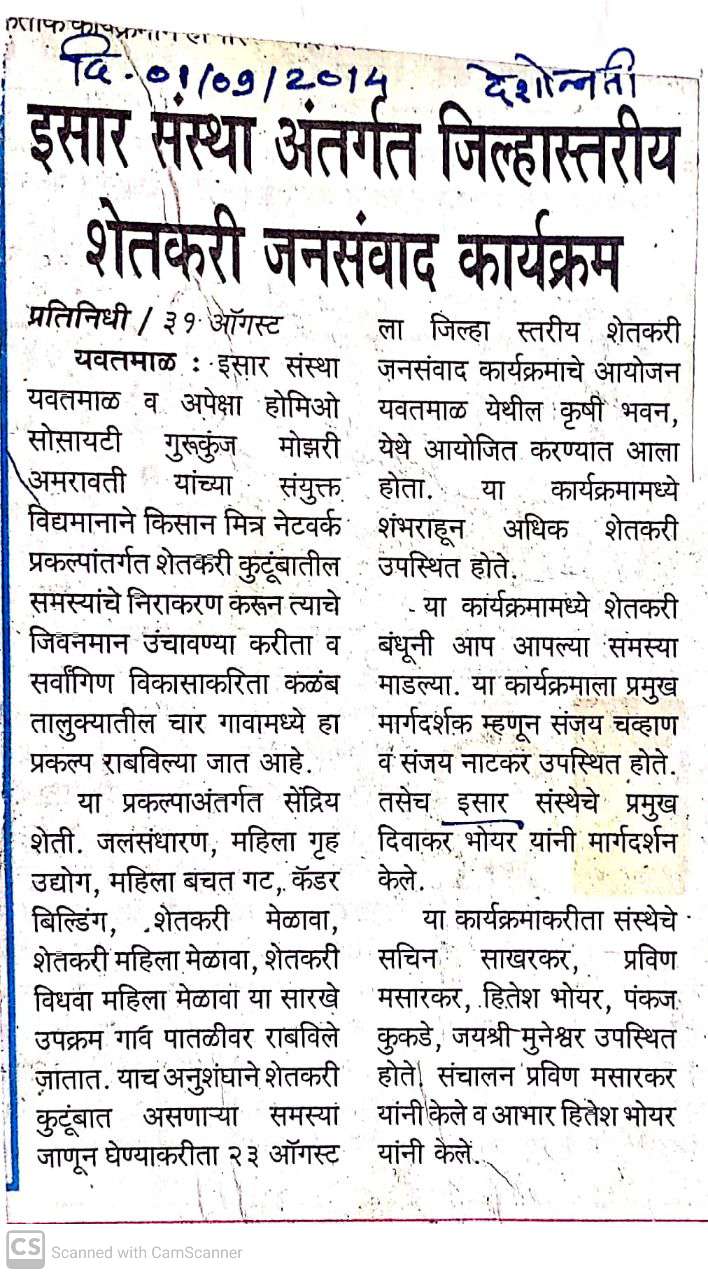 दि. 01/09/2014 देशोन्नती
इसार संस्था अंतर्गत जिल्हास्तरीय
शेतकरी जनसंवाद कार्यक्रम
प्रतिनिधी / ३१ ऑगस्ट
यवतमाळ : इसार संस्था
यवतमाळ व अपेक्षा होमिओ
सोसायटी गुरूकुंज मोझरी
अमरावती यांच्या संयुक्त
विद्यमानाने किसान मित्र नेटवर्क
प्रकल्पांतर्गत शेतकरी कुटूंबातील
समस्यांचे निराकरण करून त्याचे
जिवनमान उंचावण्या करीता व
सर्वांगिण विकासाकरिता कळंब
तालुक्यातील चार गावामध्ये हा
प्रकल्प राबविल्या जात आहे.
या प्रकल्पाअंतर्गत सेंद्रिय
शेती. जलसंधारण, महिला गृह
उद्योग, महिला बचत गट, कॅडर
बिल्डिंग, शेतकरी मेळावा,
शेतकरी महिला मेळावा, शेतकरी
विधवा महिला मेळावा या सारखे
उपक्रम गाव पातळीवर राबविले
जातात. याच अनुशंघाने शेतकरी
कुटूंबात असणाऱ्या समस्या
जाणून घेण्याकरीता २३ ऑगस्ट
ला जिल्हा स्तरीय शेतकरी
जनसंवाद कार्यक्रमाचे आयोजन
यवतमाळ येथील कृषी भवन,
येथे आयोजित करण्यात आला
होता. या कार्यक्रमामध्ये
शंभराहून अधिक शेतकरी
उपस्थित होते.
या कार्यक्रमामध्ये शेतकरी
बंधूनी आप आपल्या समस्या
माडल्या. या कार्यक्रमाला प्रमुख
मार्गदर्शक म्हणून संजय चव्हाण
व संजय नाटकर उपस्थित होते.
तसेच इसार संस्थेचे प्रमुख
दिवाकर भोयर यांनी मार्गदर्शन
केले.
या कार्यक्रमाकरीता संस्थेचे
सचिन साखरकर, प्रविण
मसारकर, हितेश भोयर, पंकज
कुकडे, जयश्री मुनेश्वर उपस्थित
होते. संचालन प्रविण मसारकर
यांनी केले व आभार हितेश भोयर
यांनी केले.
CS Scanned with CamScanner